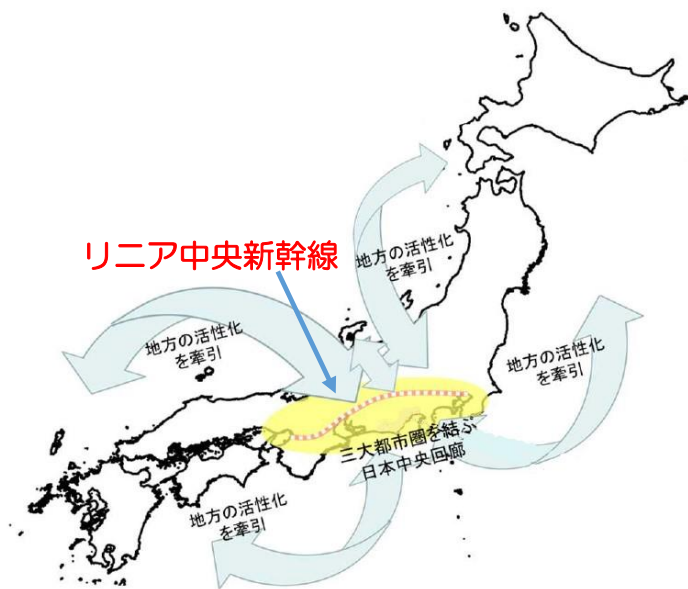 リニア中央新幹線
地方の活性化
を牽引
地方の活性化
を牽引
地方の活性化
を牽引
三大都市圏を結ぶ
日本中央回廊
地方の活性化
を牽引